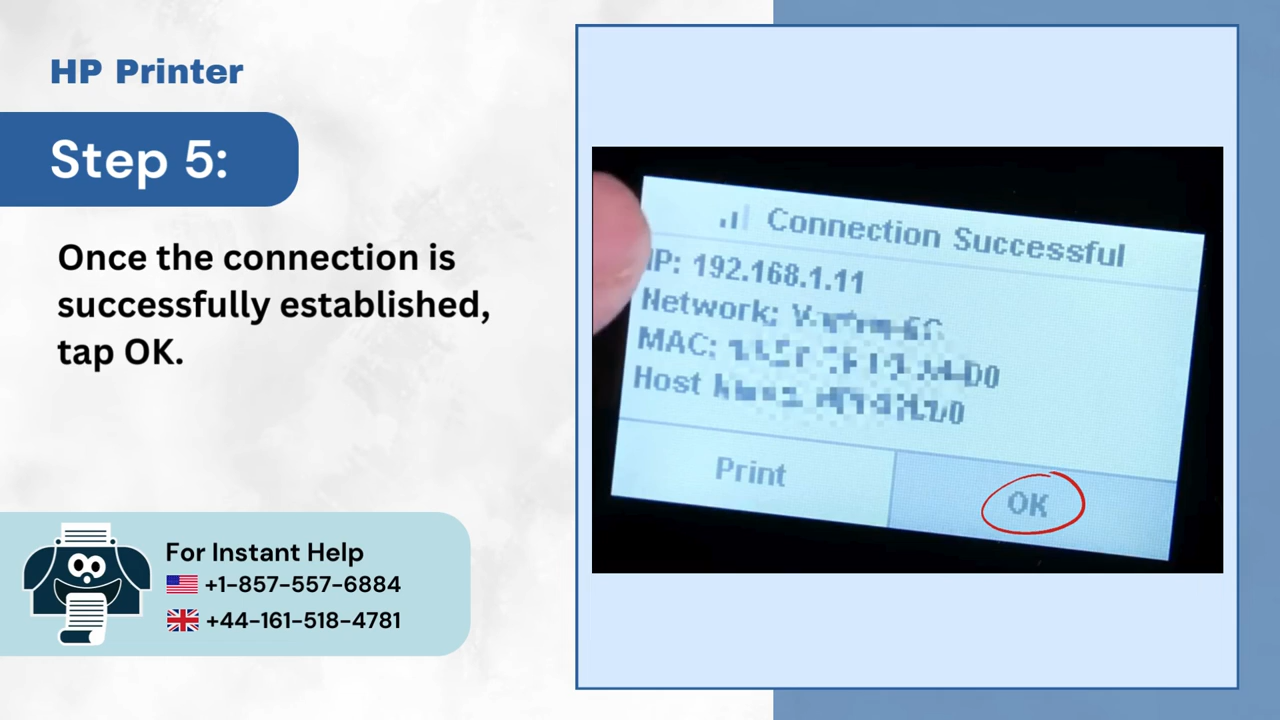 HP Printer
Step 5:
Once the connection is
successfully established,
tap OK.
For Instant Help
+1-857-557-6884
+44-161-518-4781
Connection Successful
IP: 192.168.1.11
Network:
MAC:
Host
Print
OK